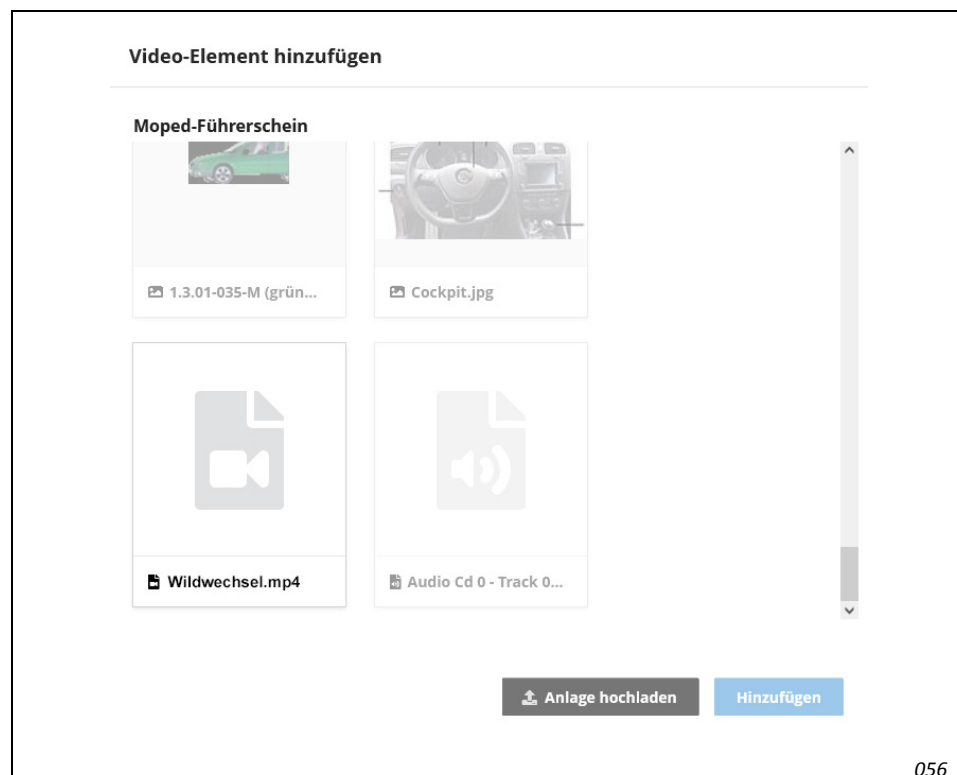 Video-Element hinzufügen
Moped-Führerschein
1.3.01-035-M (grün...
Cockpit.jpg
Wildwechsel.mp4
Audio Cd 0 - Track 0...
Anlage hochladen
Hinzufügen
056